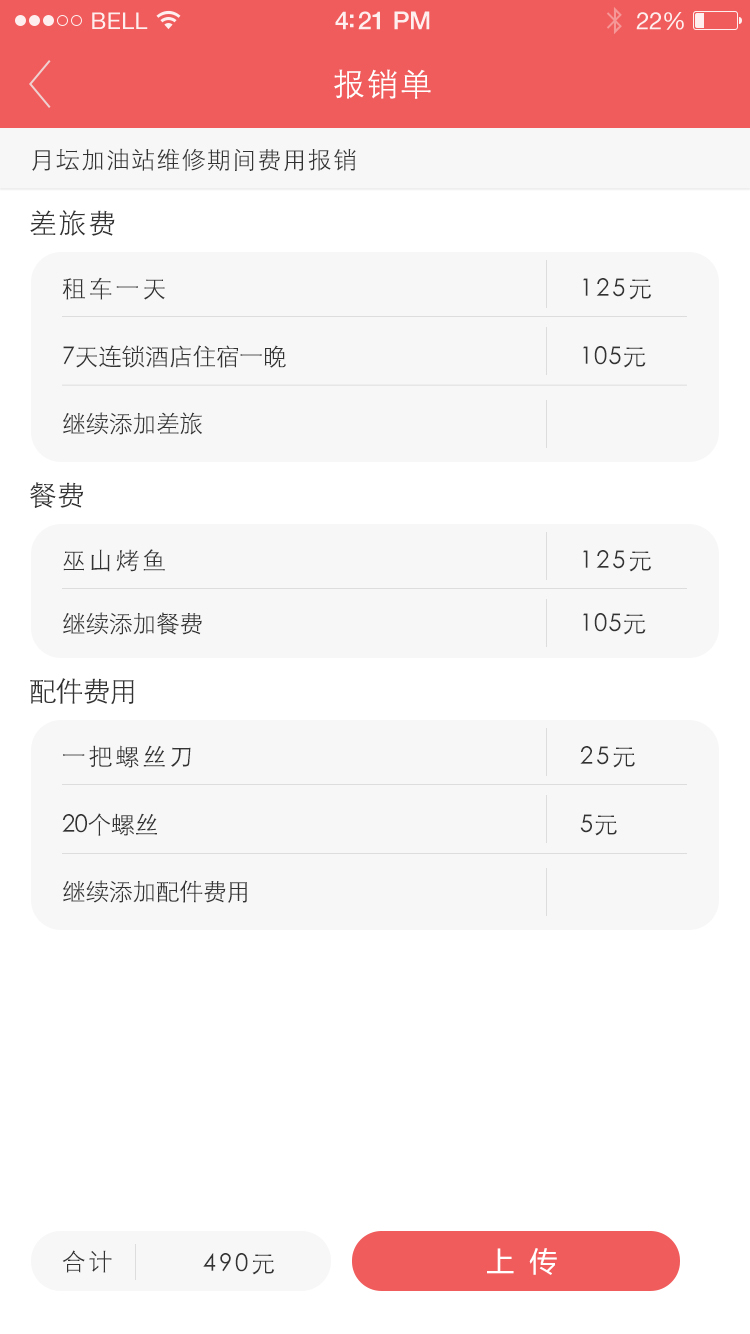 BELL 4:21 PM 22%
报销单
月坛加油站维修期间费用报销
差旅费
租车一天 125元
7天连锁酒店住宿一晚 105元
继续添加差旅
餐费
巫山烤鱼 125元
继续添加餐费 105元
配件费用
一把螺丝刀 25元
20个螺丝 5元
继续添加配件费用
合计 490元 上传